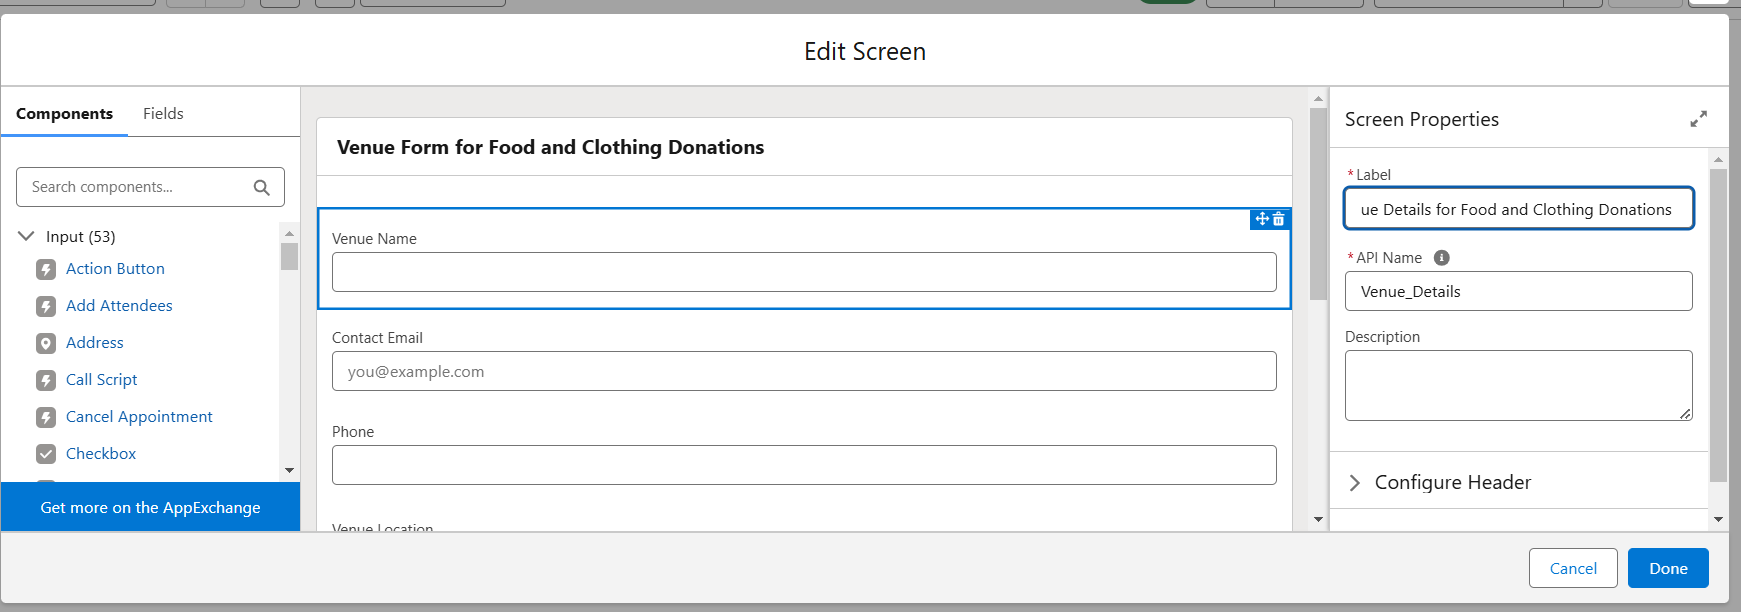 Edit Screen
Components
Fields
Search components...
Input (53)
Action Button
Add Attendees
Address
Call Script
Cancel Appointment
Checkbox
Get more on the AppExchange
Venue Form for Food and Clothing Donations
Venue Name
Contact Email
you@example.com
Phone
Venue Location
Screen Properties
*Label
ue Details for Food and Clothing Donations
*API Name
Venue_Details
Description
Configure Header
Cancel
Done